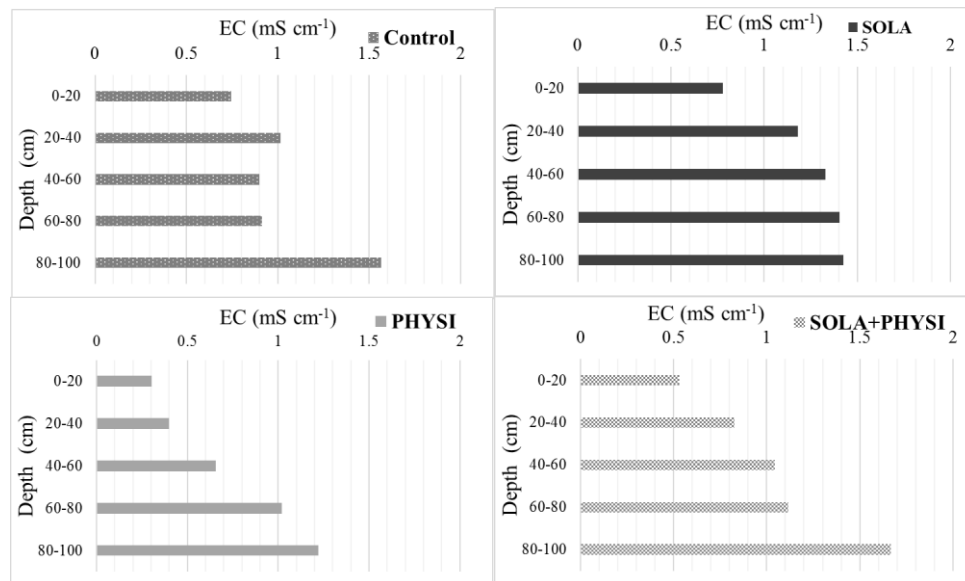 EC (mS cm⁻¹)
Control
0 0.5 1 1.5 2
Depth (cm)
0-20
20-40
40-60
60-80
80-100
EC (mS cm⁻¹)
SOLA
0 0.5 1 1.5 2
Depth (cm)
0-20
20-40
40-60
60-80
80-100
EC (mS cm⁻¹)
PHYSI
0 0.5 1 1.5 2
Depth (cm)
0-20
20-40
40-60
60-80
80-100
EC (mS cm⁻¹)
SOLA+PHYSI
0 0.5 1 1.5 2
Depth (cm)
0-20
20-40
40-60
60-80
80-100